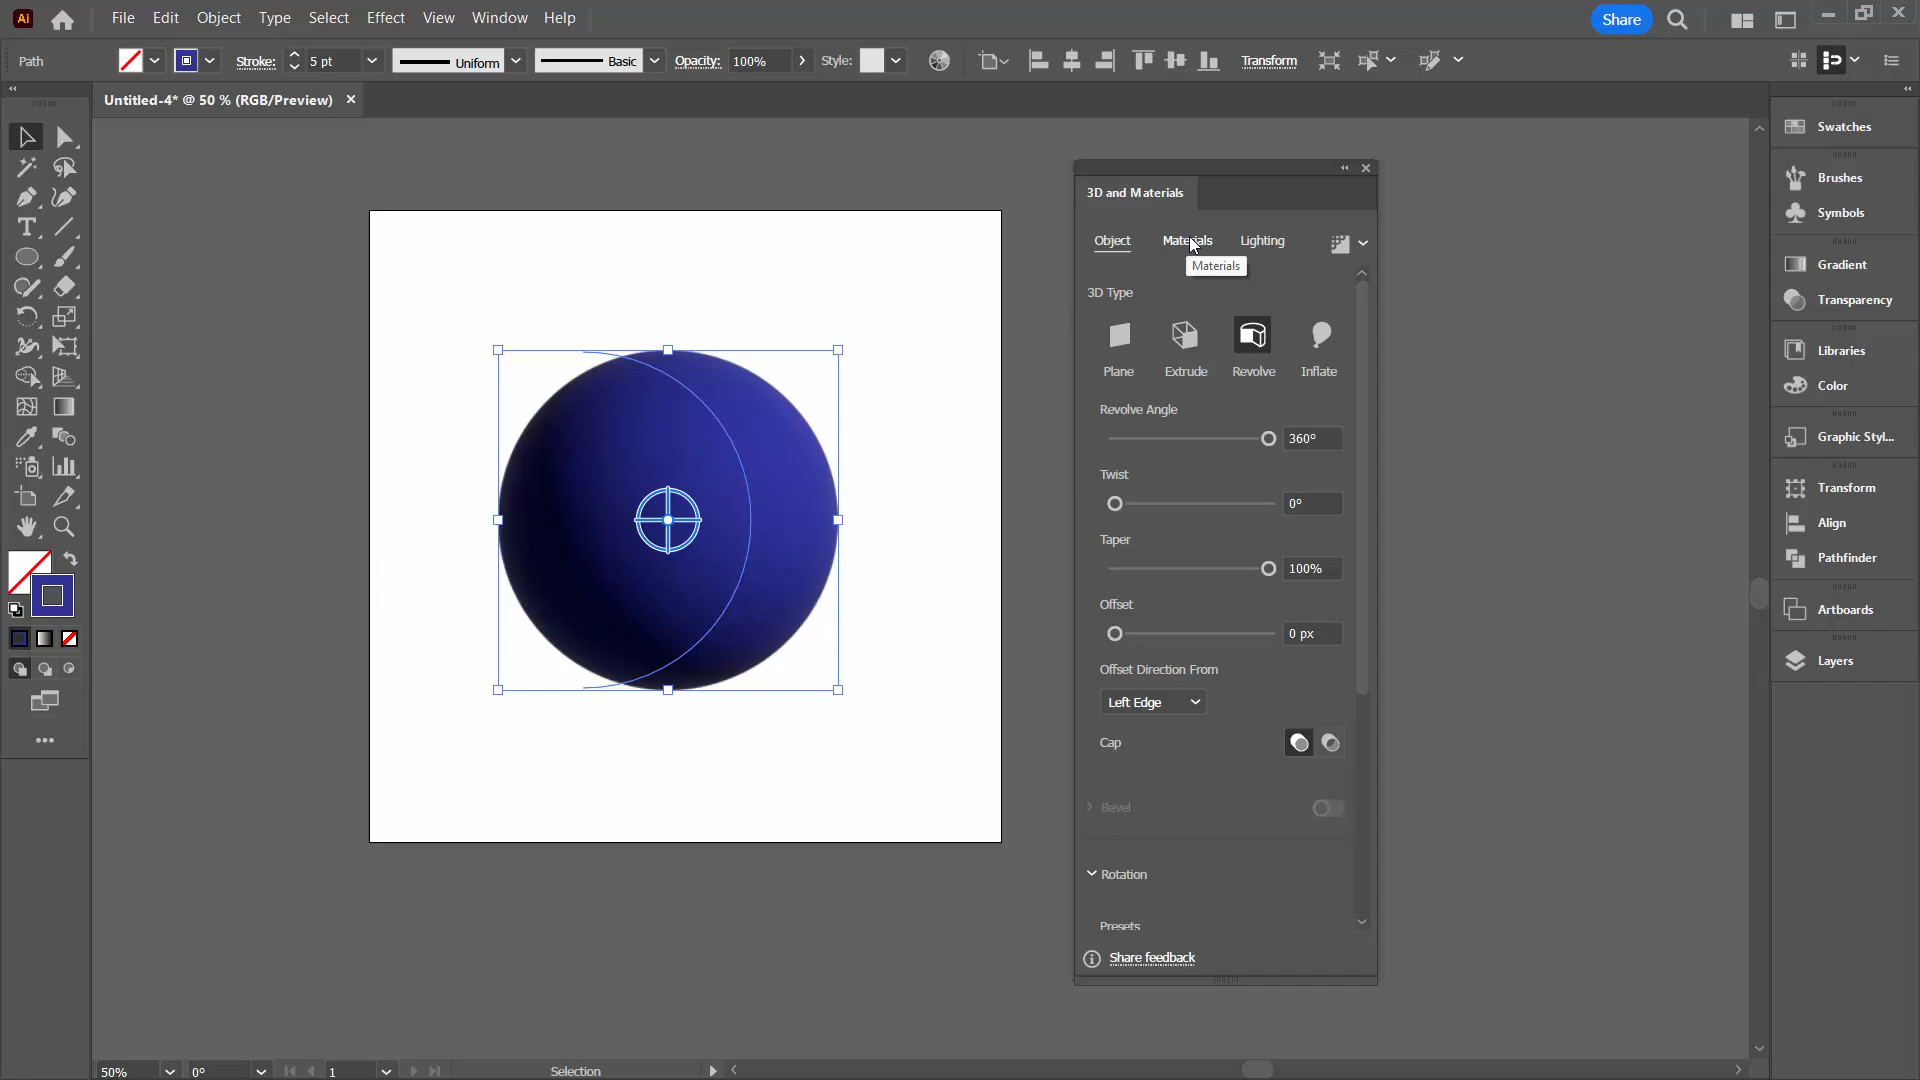 Ai
File Edit Object Type Select Effect View Window Help
Share
Path
Stroke: 5 pt Uniform Basic Opacity: 100% Style: Transform
Untitled-4* @ 50 % (RGB/Preview)
3D and Materials
Object Materials Lighting
Materials
3D Type
Plane Extrude Revolve Inflate
Revolve Angle
360°
Twist
0°
Taper
100%
Offset
0 px
Offset Direction From
Left Edge
Cap
Bevel
Rotation
Presets
Share feedback
Swatches
Brushes
Symbols
Gradient
Transparency
Libraries
Color
Graphic Styl...
Transform
Align
Pathfinder
Artboards
Layers
50% 0° 1 Selection